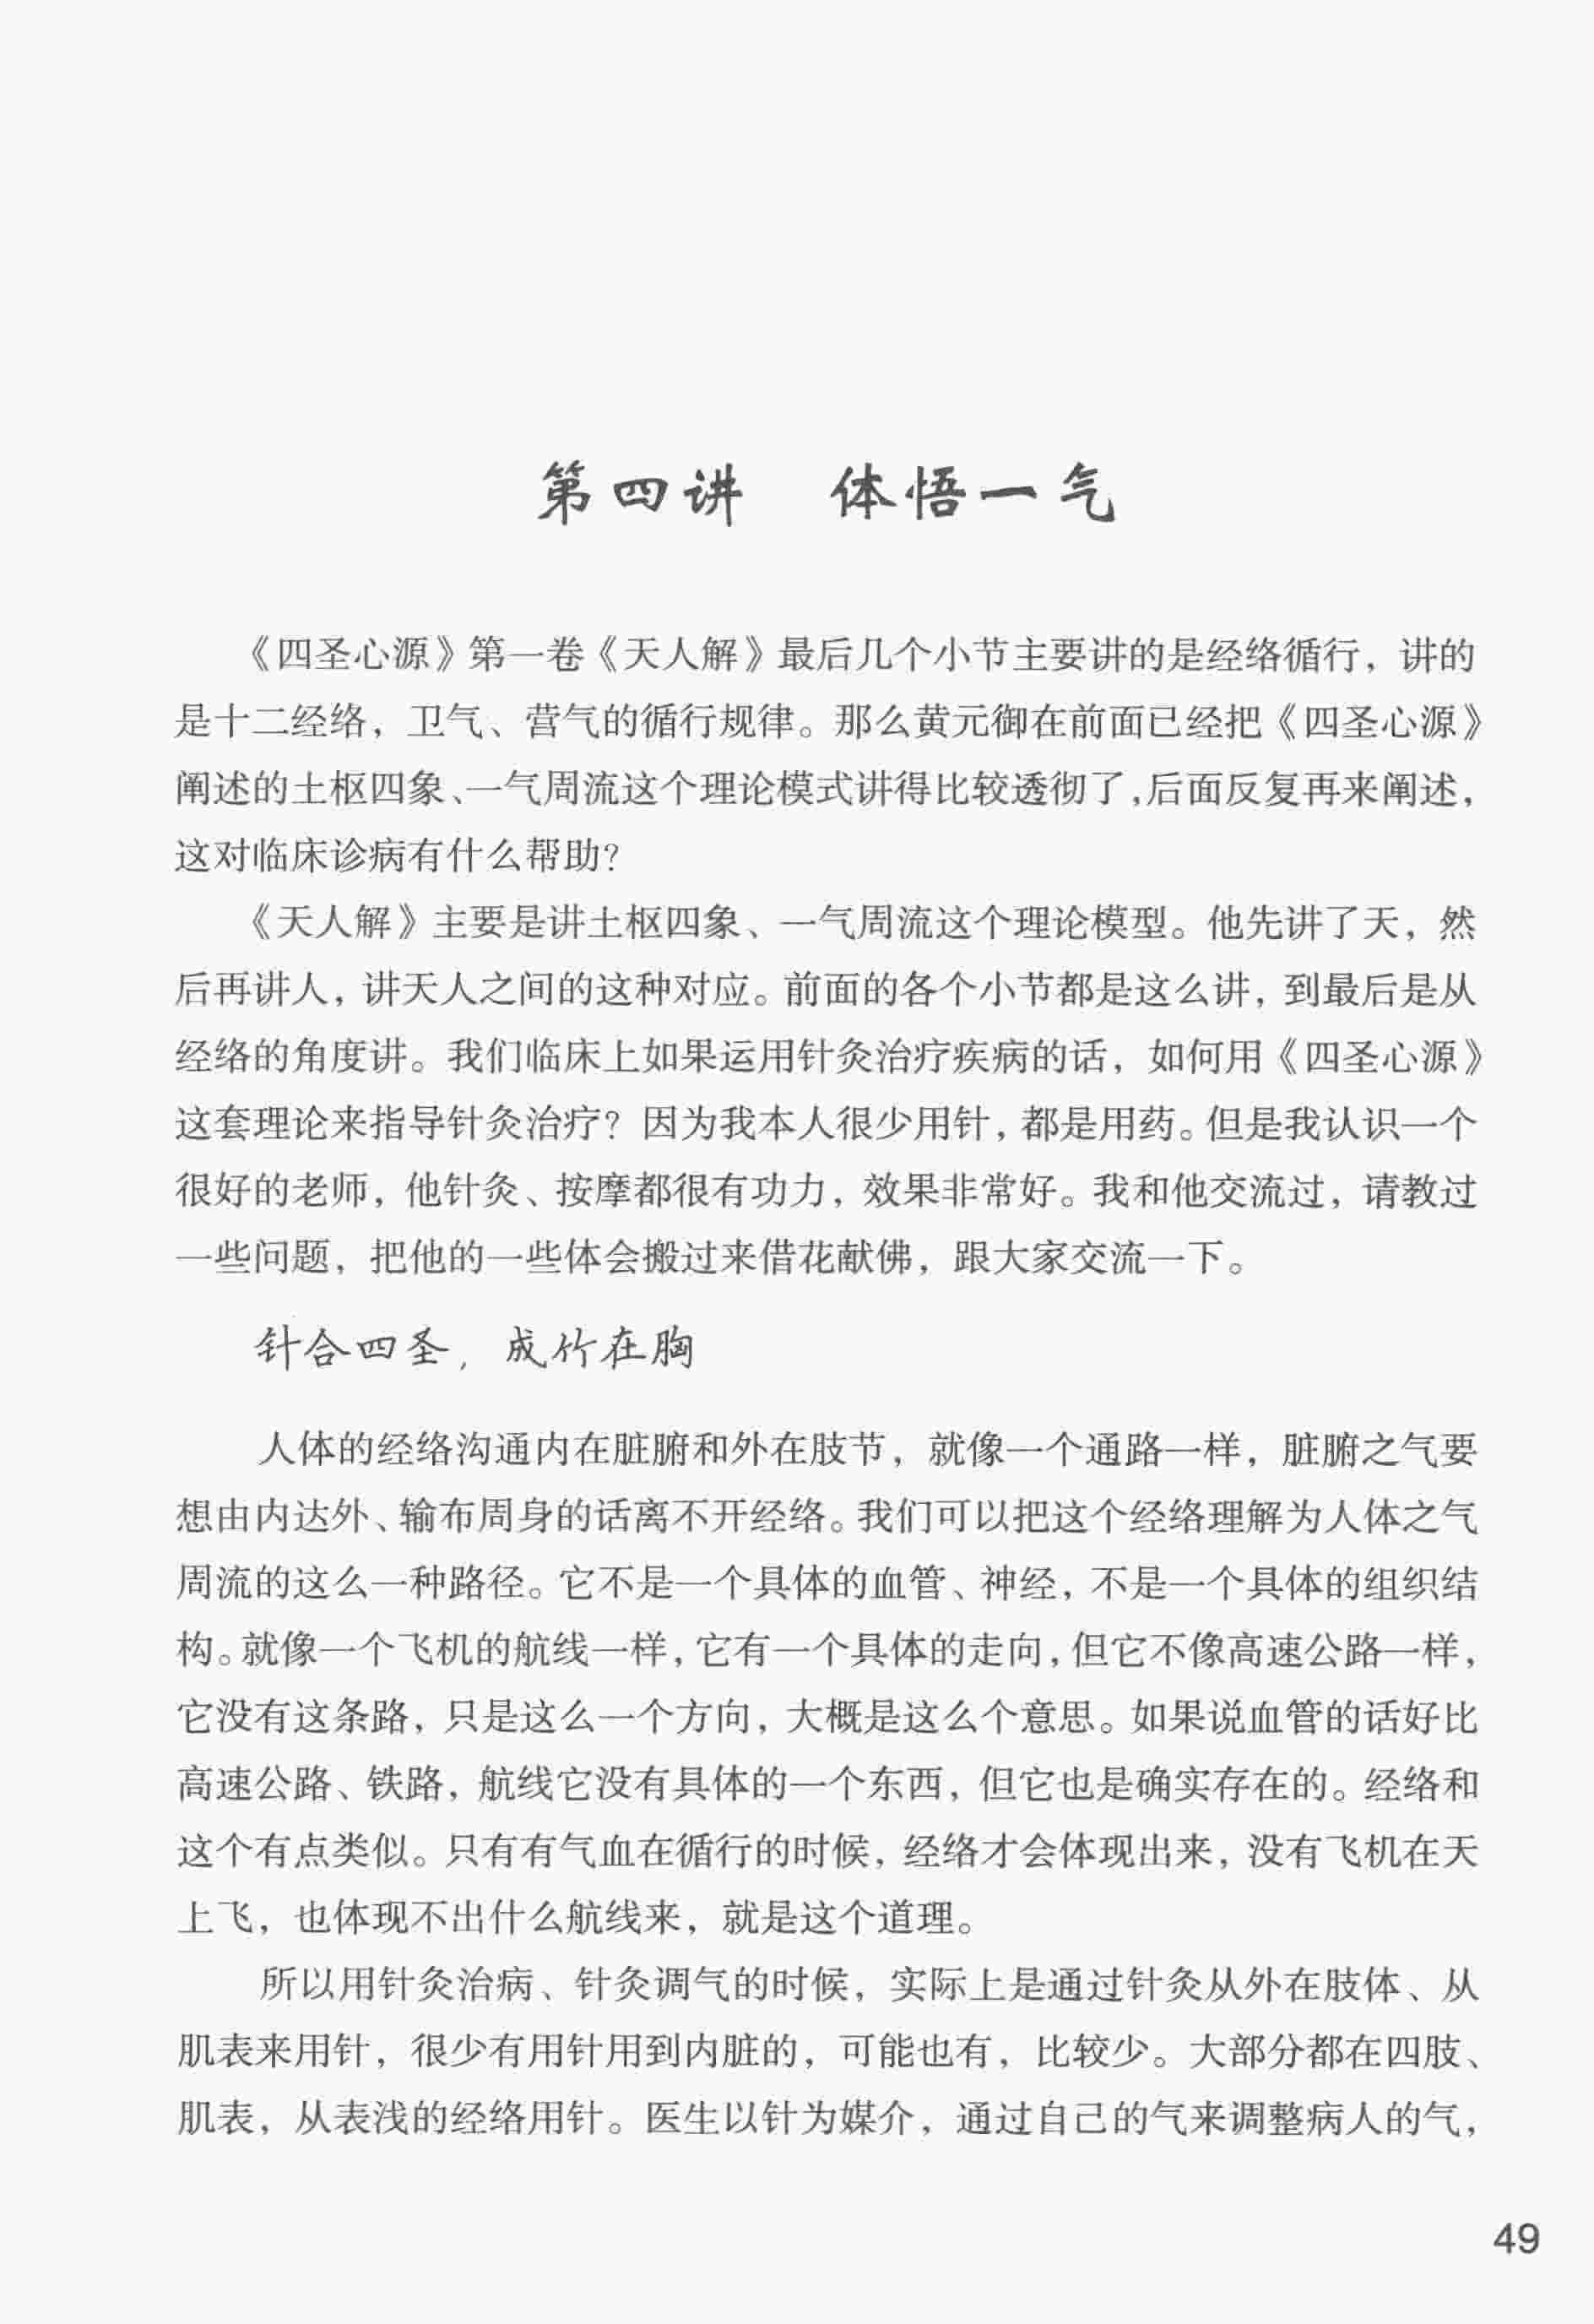 第四讲 体悟一气
《四圣心源》第一卷《天人解》最后几个小节主要讲的是经络循行，讲的
是十二经络，卫气、营气的循行规律。那么黄元御在前面已经把《四圣心源》
阐述的土枢四象、一气周流这个理论模式讲得比较透彻了，后面反复再来阐述，
这对临床诊病有什么帮助？
《天人解》主要是讲土枢四象、一气周流这个理论模型。他先讲了天，然
后再讲人，讲天人之间的这种对应。前面的各个小节都是这么讲，到最后是从
经络的角度讲。我们临床上如果运用针灸治疗疾病的话，如何用《四圣心源》
这套理论来指导针灸治疗？因为我本人很少用针，都是用药。但是我认识一个
很好的老师，他针灸、按摩都很有功力，效果非常好。我和他交流过，请教过
一些问题，把他的一些体会搬过来借花献佛，跟大家交流一下。
针合四圣，成竹在胸
人体的经络沟通内在脏腑和外在肢节，就像一个通路一样，脏腑之气要
想由内达外、输布周身的话离不开经络。我们可以把这个经络理解为人体之气
周流的这么一种路径。它不是一个具体的血管、神经，不是一个具体的组织结
构。就像一个飞机的航线一样，它有一个具体的走向，但它不像高速公路一样，
它没有这条路，只是这么一个方向，大概是这么个意思。如果说血管的话好比
高速公路、铁路，航线它没有具体的一个东西，但它也是确实存在的。经络和
这个有点类似。只有有气血在循行的时候，经络才会体现出来，没有飞机在天
上飞，也体现不出什么航线来，就是这个道理。
所以用针灸治病、针灸调气的时候，实际上是通过针灸从外在肢体、从
肌表来用针，很少有用针用到内脏的，可能也有，比较少。大部分都在四肢、
肌表，从表浅的经络用针。医生以针为媒介，通过自己的气来调整病人的气，
49